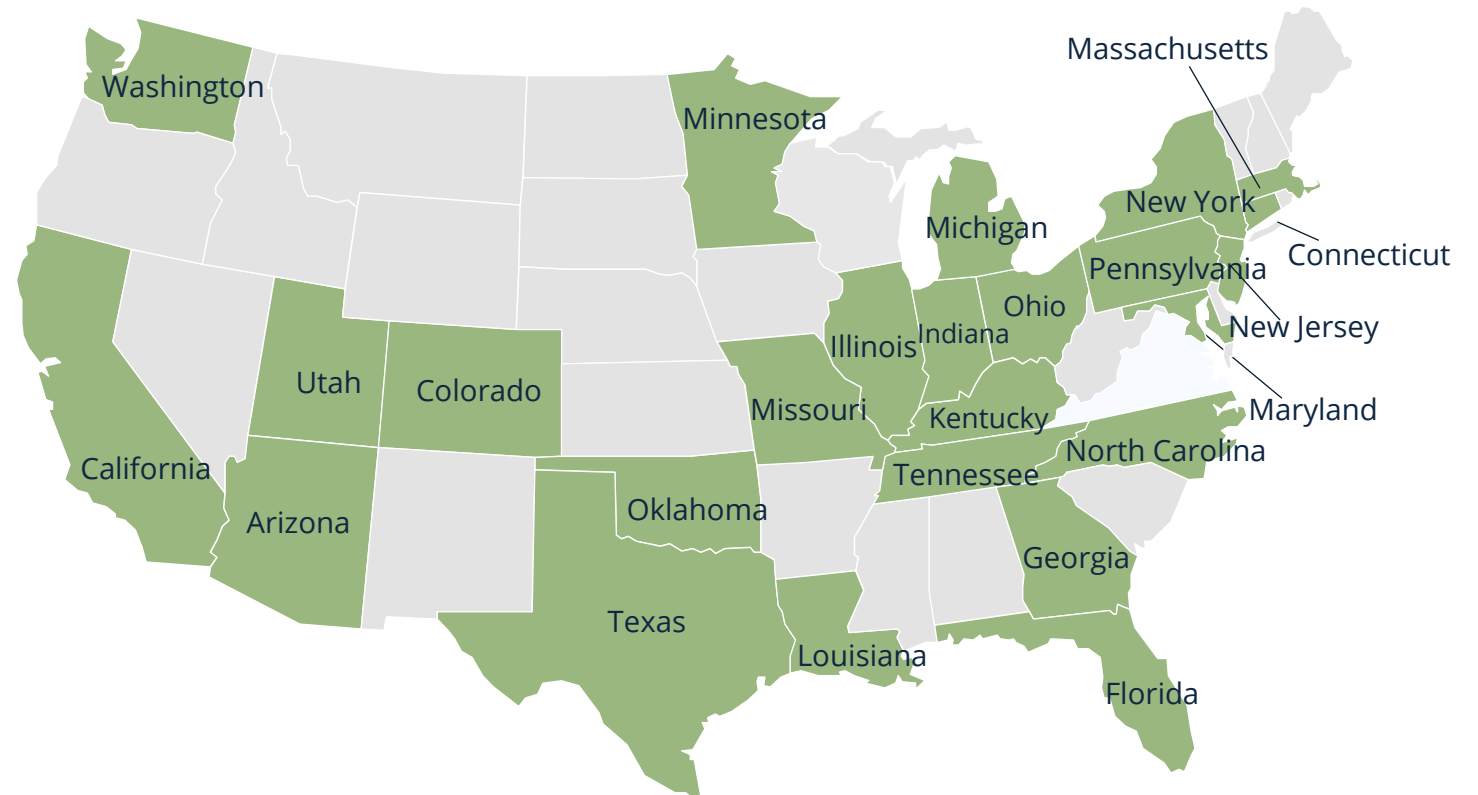 Massachusetts
Washington
Minnesota
New York
Michigan
Connecticut
Pennsylvania
Ohio
New Jersey
Indiana
Illinois
Utah
Colorado
Missouri
Maryland
Kentucky
North Carolina
California
Tennessee
Oklahoma
Arizona
Georgia
Texas
Louisiana
Florida